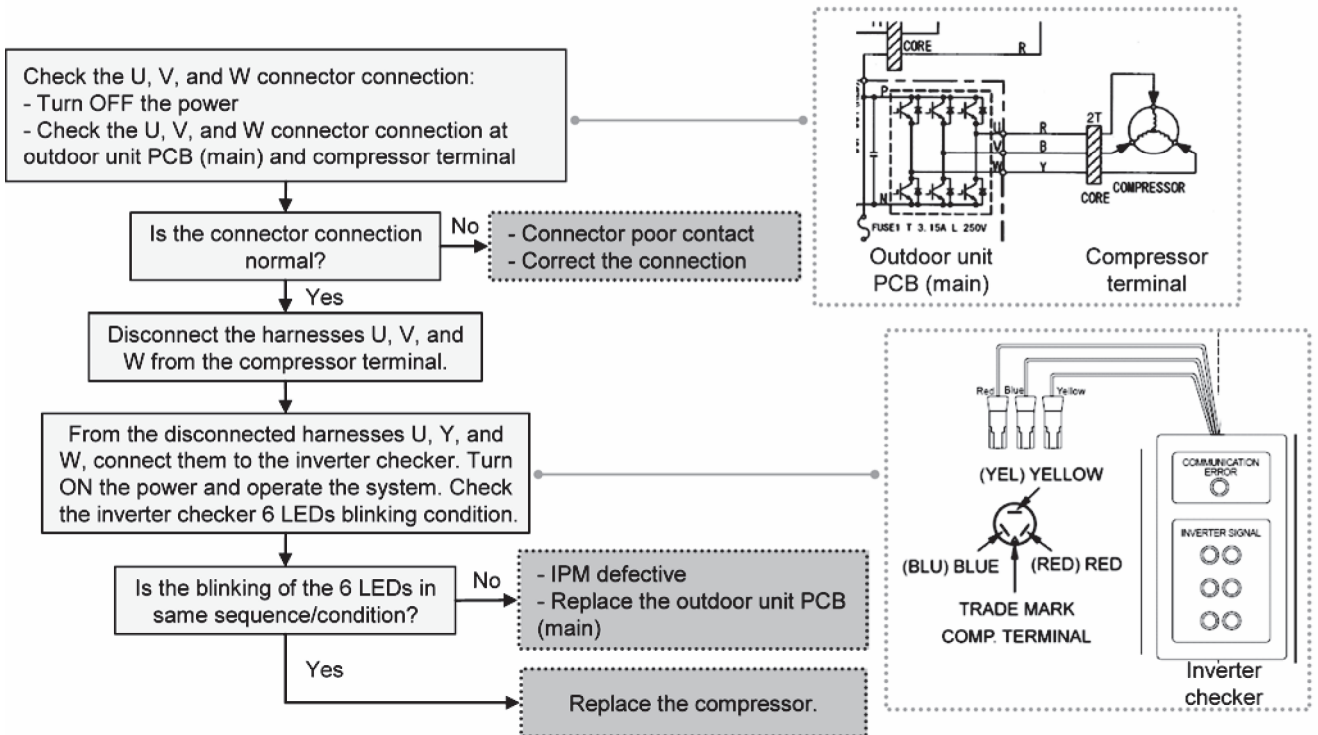 Check the U, V, and W connector connection:
- Turn OFF the power
- Check the U, V, and W connector connection at
outdoor unit PCB (main) and compressor terminal
Is the connector connection
normal?
No
- Connector poor contact
- Correct the connection
Yes
Disconnect the harnesses U, V, and
W from the compressor terminal.
From the disconnected harnesses U, Y, and
W, connect them to the inverter checker. Turn
ON the power and operate the system. Check
the inverter checker 6 LEDs blinking condition.
Is the blinking of the 6 LEDs in
same sequence/condition?
No
- IPM defective
- Replace the outdoor unit PCB
(main)
Yes
Replace the compressor.
CORE
R
P
U
R
2T
V
B
W
Y
N
CORE
COMPRESSOR
FUSE1 T 3.15A L 250V
Outdoor unit
PCB (main)
Compressor
terminal
Red
Blue
Yellow
(YEL) YELLOW
(BLU) BLUE
(RED) RED
TRADE MARK
COMP. TERMINAL
COMMUNICATION
ERROR
INVERTER SIGNAL
Inverter
checker